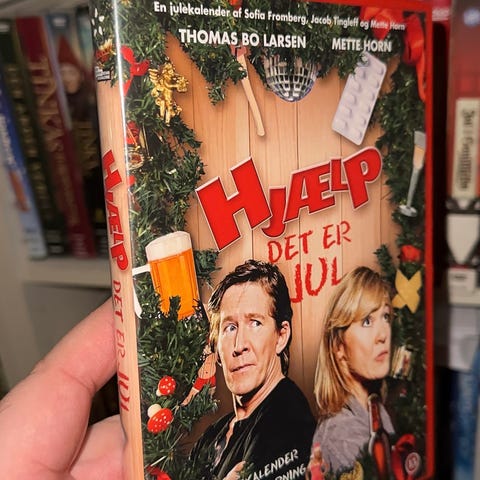 En julekalender af Sofia Fromberg, Jacob Tingleff og Mette Horn
THOMAS BO LARSEN METTE HORN
HJÆLP
DET ER
JUL
HJÆLP DET ER JUL
KALENDER